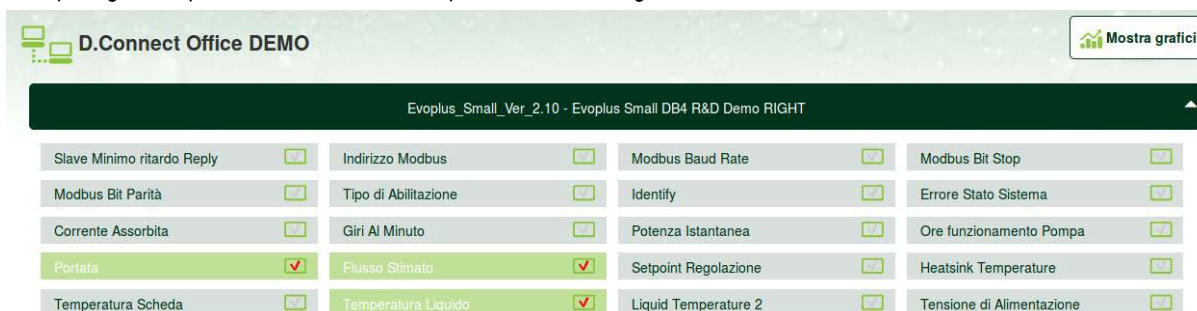 D.Connect Office DEMO
Mostra grafici
Evoplus_Small_Ver_2.10 - Evoplus Small DB4 R&D Demo RIGHT
Slave Minimo ritardo Reply Indirizzo Modbus Modbus Baud Rate Modbus Bit Stop
Modbus Bit Parità Tipo di Abilitazione Identify Errore Stato Sistema
Corrente Assorbita Giri Al Minuto Potenza Istantanea Ore funzionamento Pompa
Portata Flusso Stimato Setpoint Regolazione Heatsink Temperature
Temperatura Scheda Temperatura Liquido Liquid Temperature 2 Tensione di Alimentazione